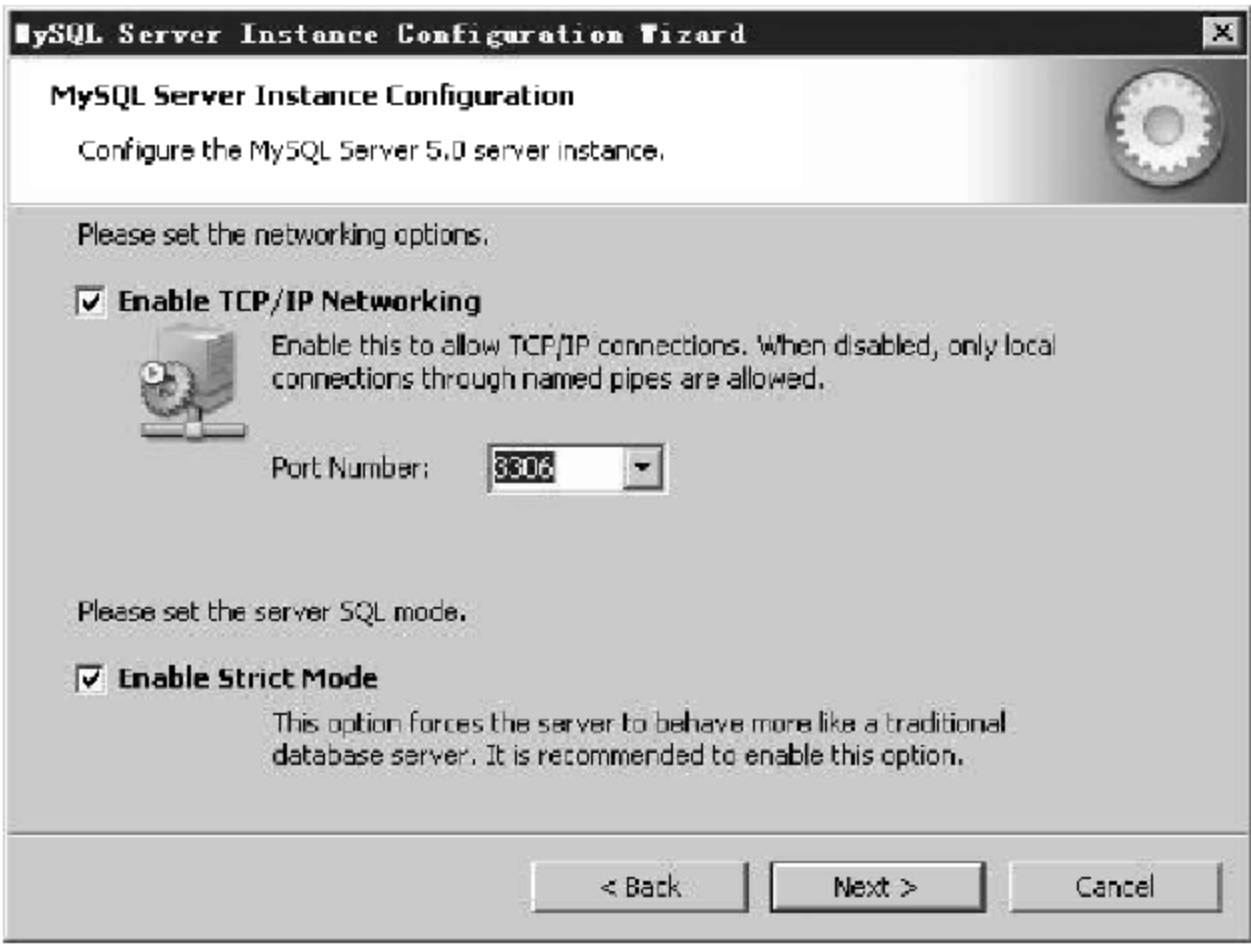 MySQL Server Instance Configuration Wizard
MySQL Server Instance Configuration
Configure the MySQL Server 5.0 server instance.
Please set the networking options.
Enable TCP/IP Networking
Enable this to allow TCP/IP connections. When disabled, only local
connections through named pipes are allowed.
Port Number: 3306
Please set the server SQL mode.
Enable Strict Mode
This option forces the server to behave more like a traditional
database server. It is recommended to enable this option.
< Back Next > Cancel